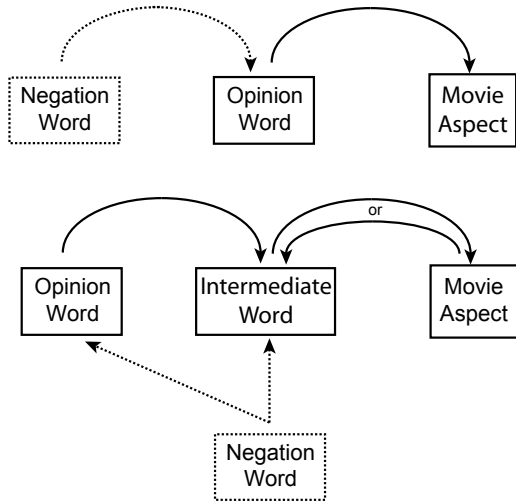 Negation
Word
Opinion
Word
Movie
Aspect
or
Opinion
Word
Intermediate
Word
Movie
Aspect
Negation
Word